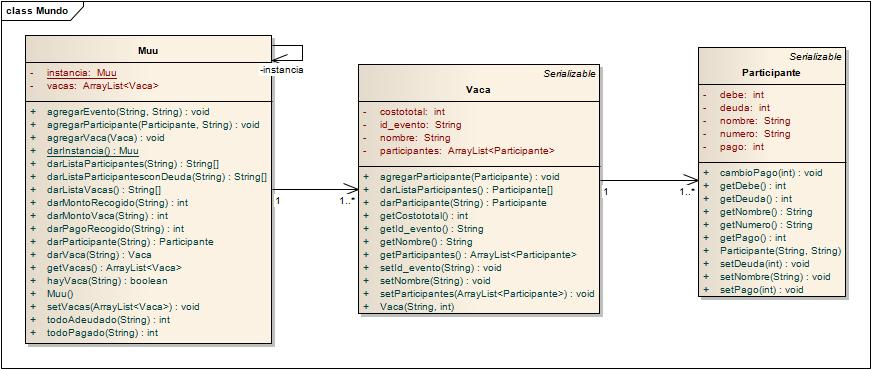 class Mundo
Muu
- instancia: Muu
- vacas: ArrayList<Vaca>
+ agregarEvento(String, String) : void
+ agregarParticipante(Participante, String) : void
+ agregarVaca(Vaca) : void
+ darInstancia() : Muu
+ darListaParticipantes(String) : String[]
+ darListaParticipantesconDeuda(String) : String[]
+ darListaVacas() : String[]
+ darMontoRecogido(String) : int
+ darMontoVaca(String) : int
+ darPagoRecogido(String) : int
+ darParticipante(String) : Participante
+ darVaca(String) : Vaca
+ getVacas() : ArrayList<Vaca>
+ hayVaca(String) : boolean
+ Muu()
+ setVacas(ArrayList<Vaca>) : void
+ todoAdeudado(String) : int
+ todoPagado(String) : int
-instancia
1
1..*
Serializable
Vaca
- costototal: int
- id_evento: String
- nombre: String
- participantes: ArrayList<Participante>
+ agregarParticipante(Participante) : void
+ darListaParticipantes() : Participante[]
+ darParticipante(String) : Participante
+ getCostototal() : int
+ getId_evento() : String
+ getNombre() : String
+ getParticipantes() : ArrayList<Participante>
+ setId_evento(String) : void
+ setNombre(String) : void
+ setParticipantes(ArrayList<Participante>) : void
+ Vaca(String, int)
1
1..*
Serializable
Participante
- debe: int
- deuda: int
- nombre: String
- numero: String
- pago: int
+ cambioPago(int) : void
+ getDebe() : int
+ getDeuda() : int
+ getNombre() : String
+ getNumero() : String
+ getPago() : int
+ Participante(String, String)
+ setDeuda(int) : void
+ setNombre(String) : void
+ setPago(int) : void